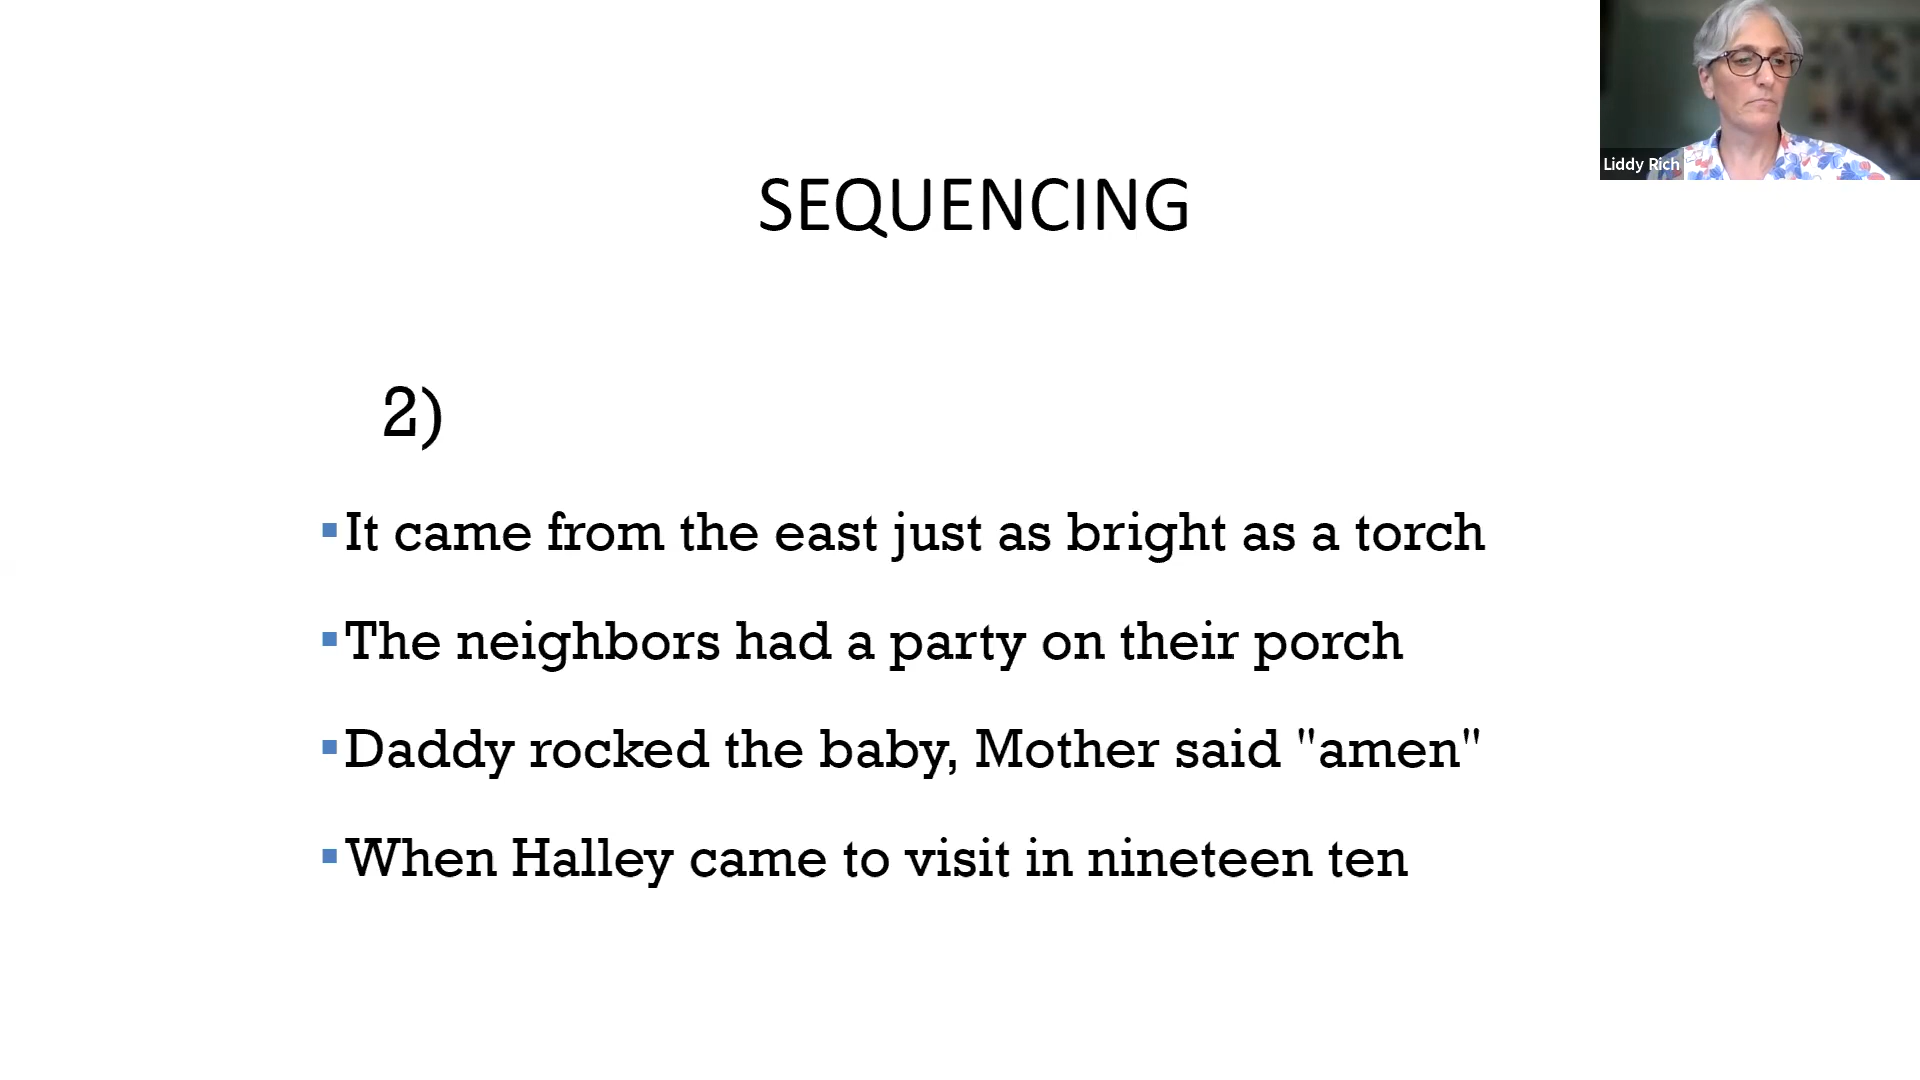 Liddy Rich
SEQUENCING
2)
▪It came from the east just as bright as a torch
▪The neighbors had a party on their porch
▪Daddy rocked the baby, Mother said "amen"
▪When Halley came to visit in nineteen ten